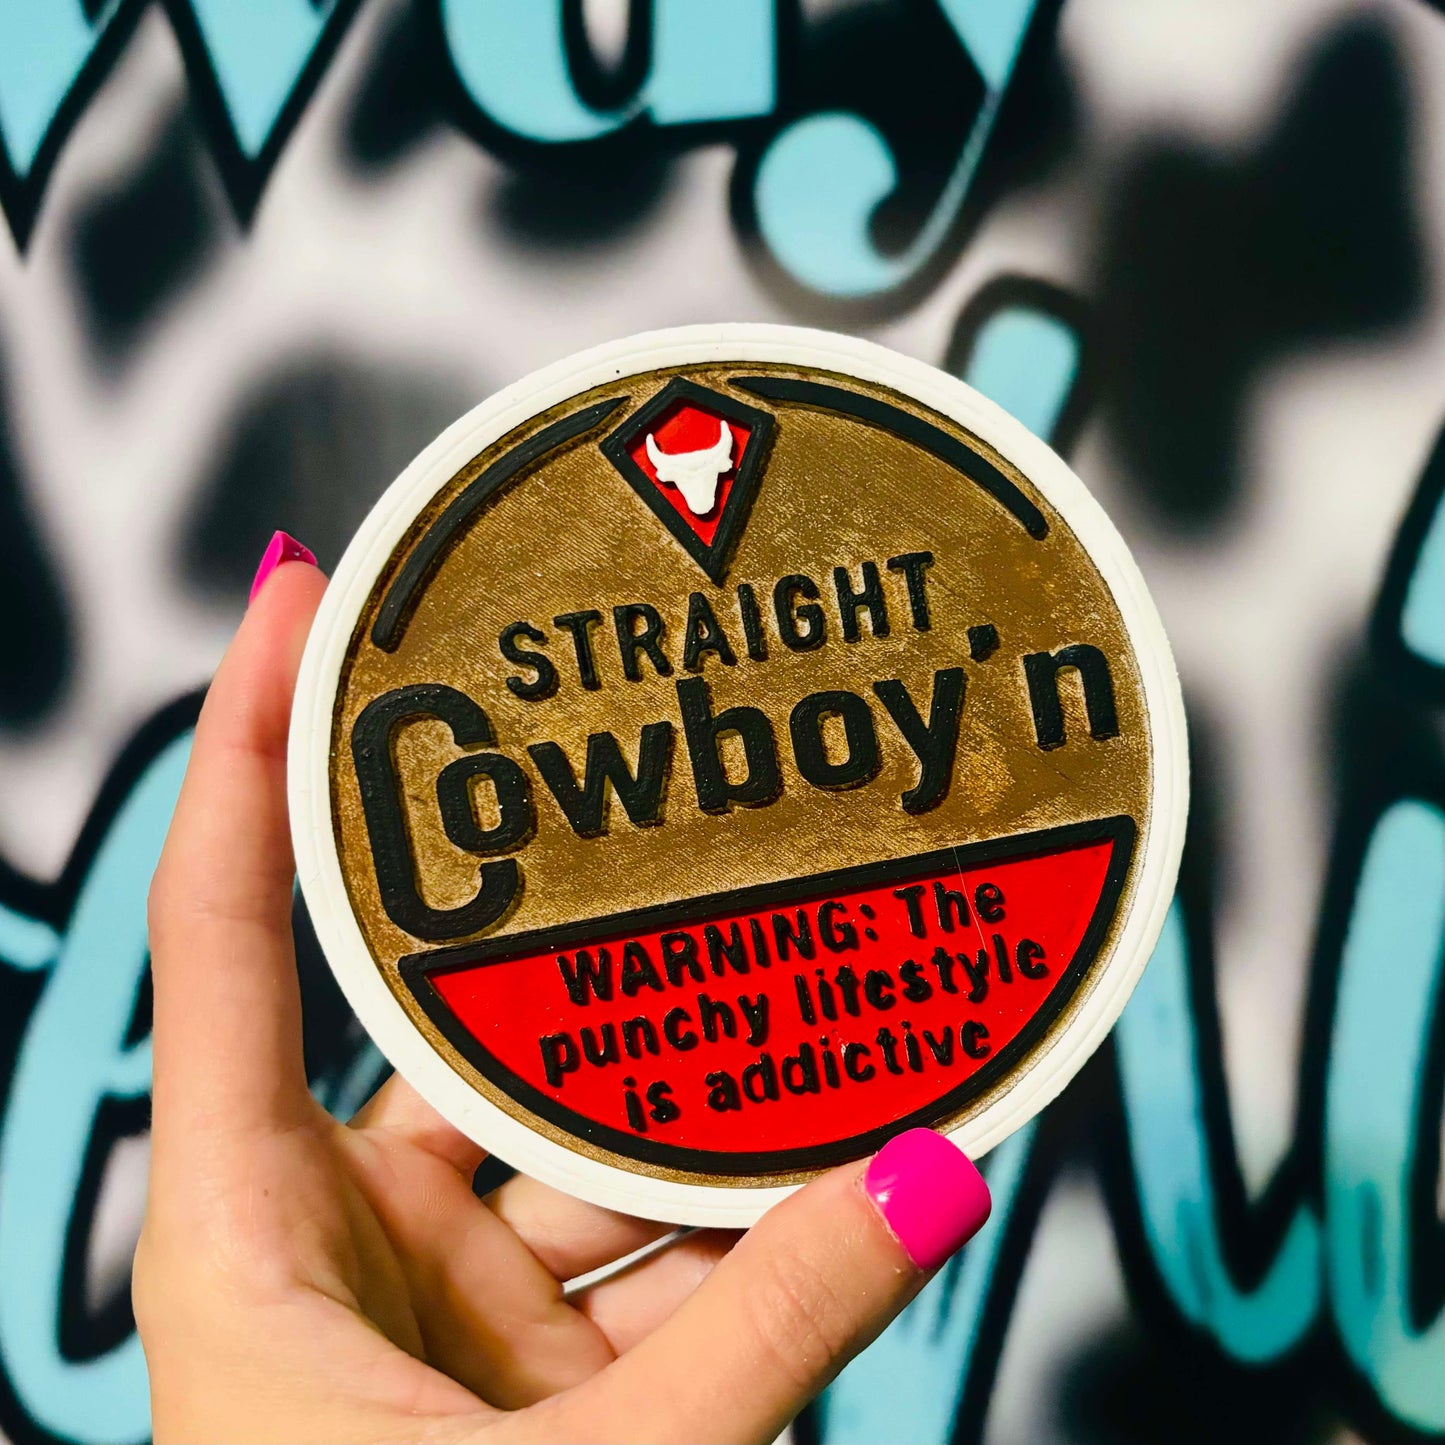 STRAIGHT
Cowboy'n
WARNING: The
punchy lifestyle
is addictive